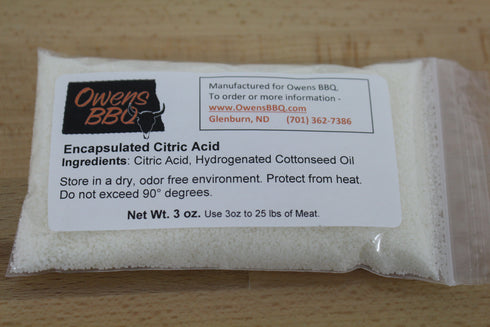 Owens
BBQ
Manufactured for Owens BBQ.
To order or more information -
www.OwensBBQ.com
Glenburn, ND (701) 362-7386
Encapsulated Citric Acid
Ingredients: Citric Acid, Hydrogenated Cottonseed Oil
Store in a dry, odor free environment. Protect from heat.
Do not exceed 90° degrees.
Net Wt. 3 oz. Use 3oz to 25 lbs of Meat.